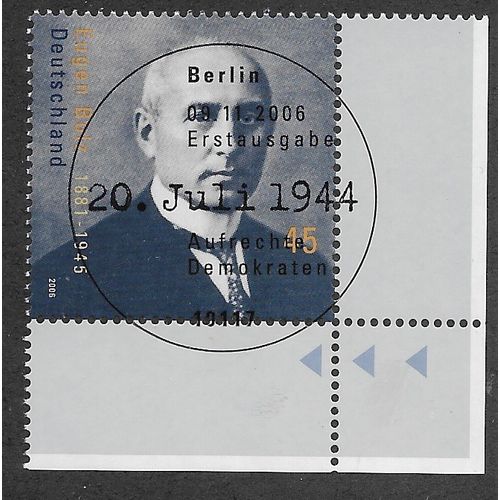 Eugen Bolz 1881-1945
Deutschland
2006
45
Berlin
09.11.2006
Erstausgabe
20. Juli 1944
Aufrechte
Demokraten
10117